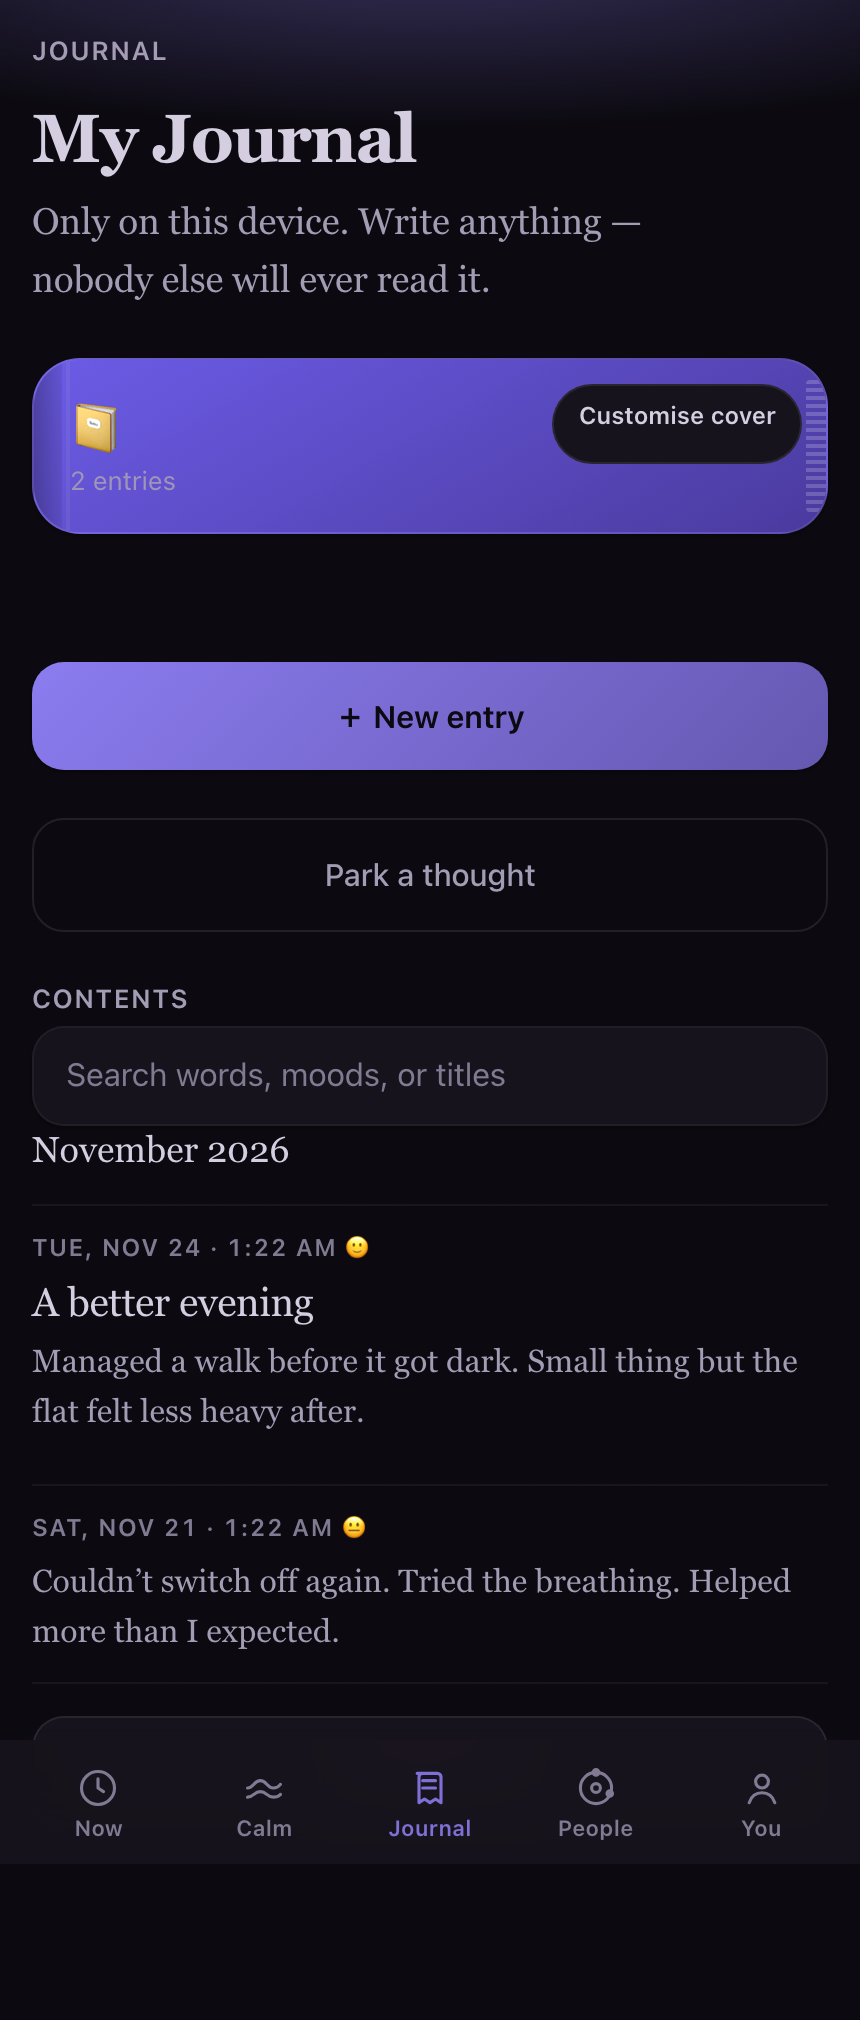 JOURNAL
My Journal
Only on this device. Write anything —
nobody else will ever read it.
Customise cover
2 entries
+ New entry
Park a thought
CONTENTS
Search words, moods, or titles
November 2026
TUE, NOV 24 · 1:22 AM 🙂
A better evening
Managed a walk before it got dark. Small thing but the
flat felt less heavy after.
SAT, NOV 21 · 1:22 AM 😐
Couldn’t switch off again. Tried the breathing. Helped
more than I expected.
Now
Calm
Journal
People
You